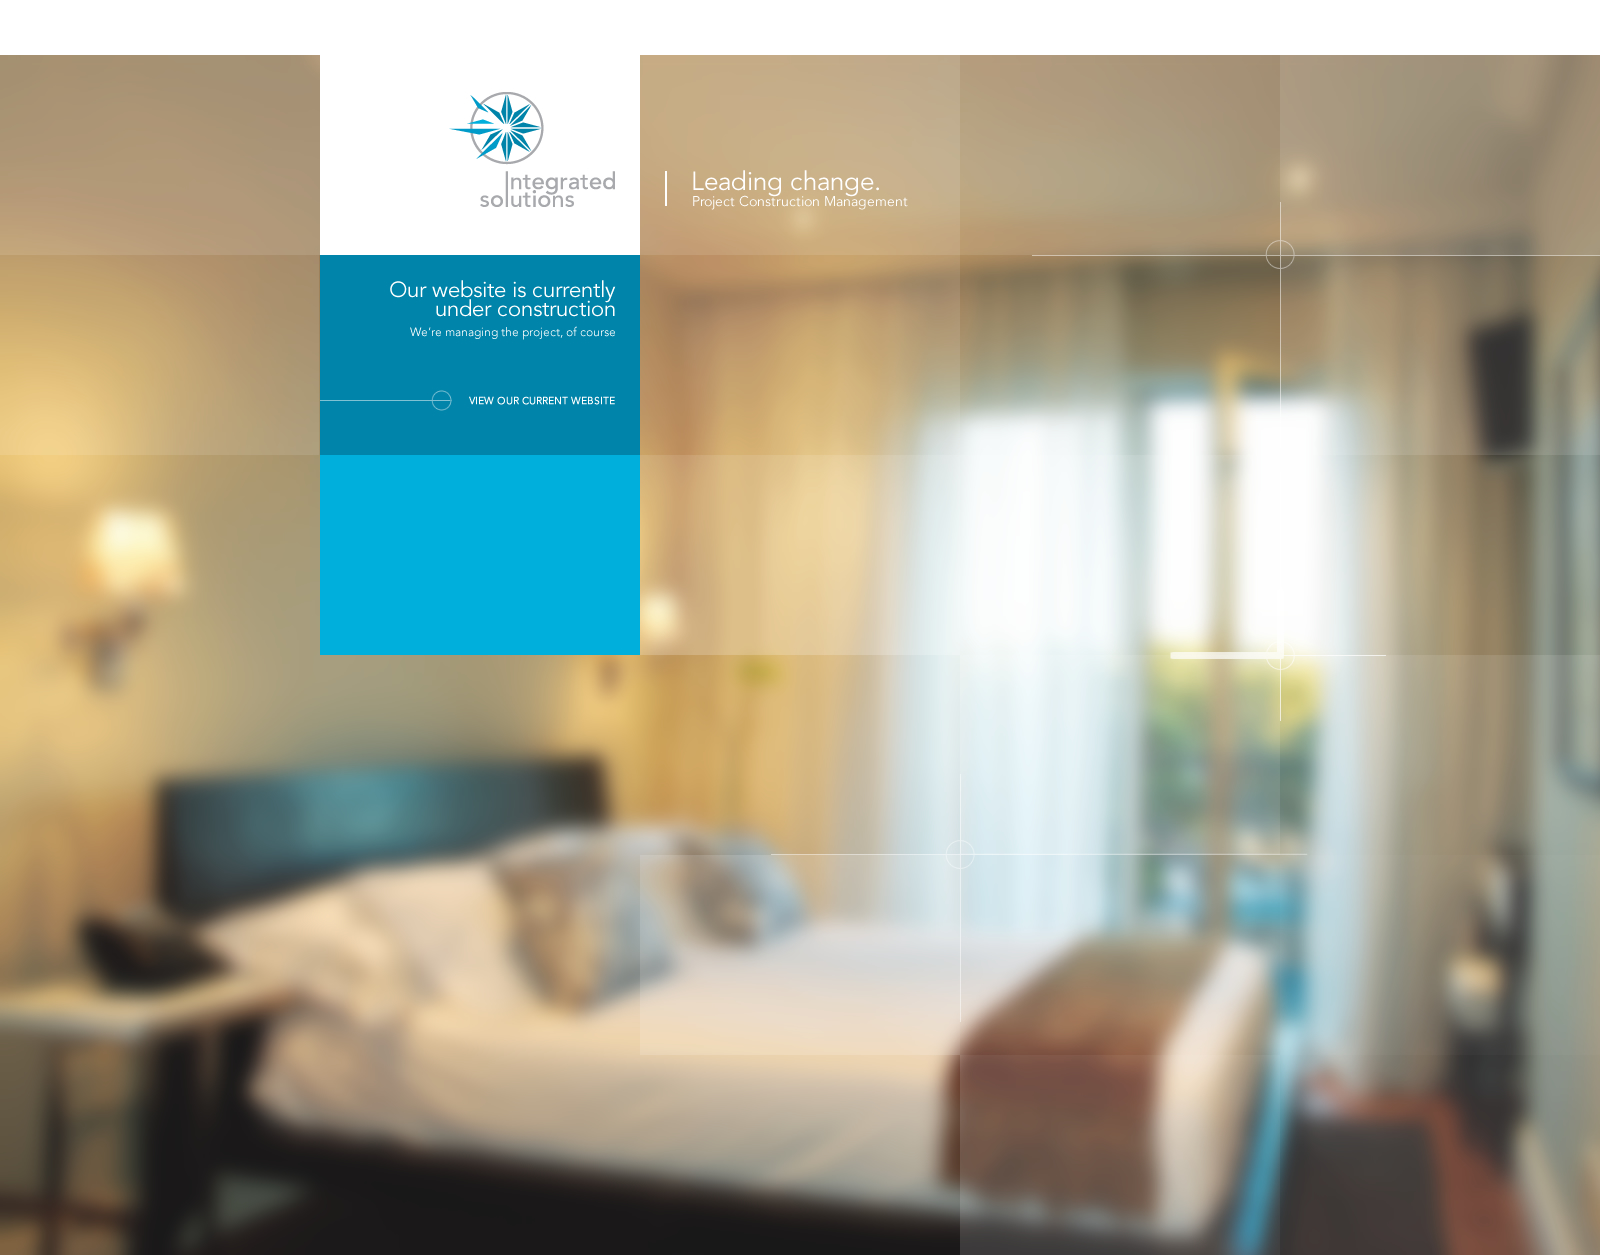 Integrated
solutions
Leading change.
Project Construction Management
Our website is currently
under construction
We're managing the project, of course
VIEW OUR CURRENT WEBSITE